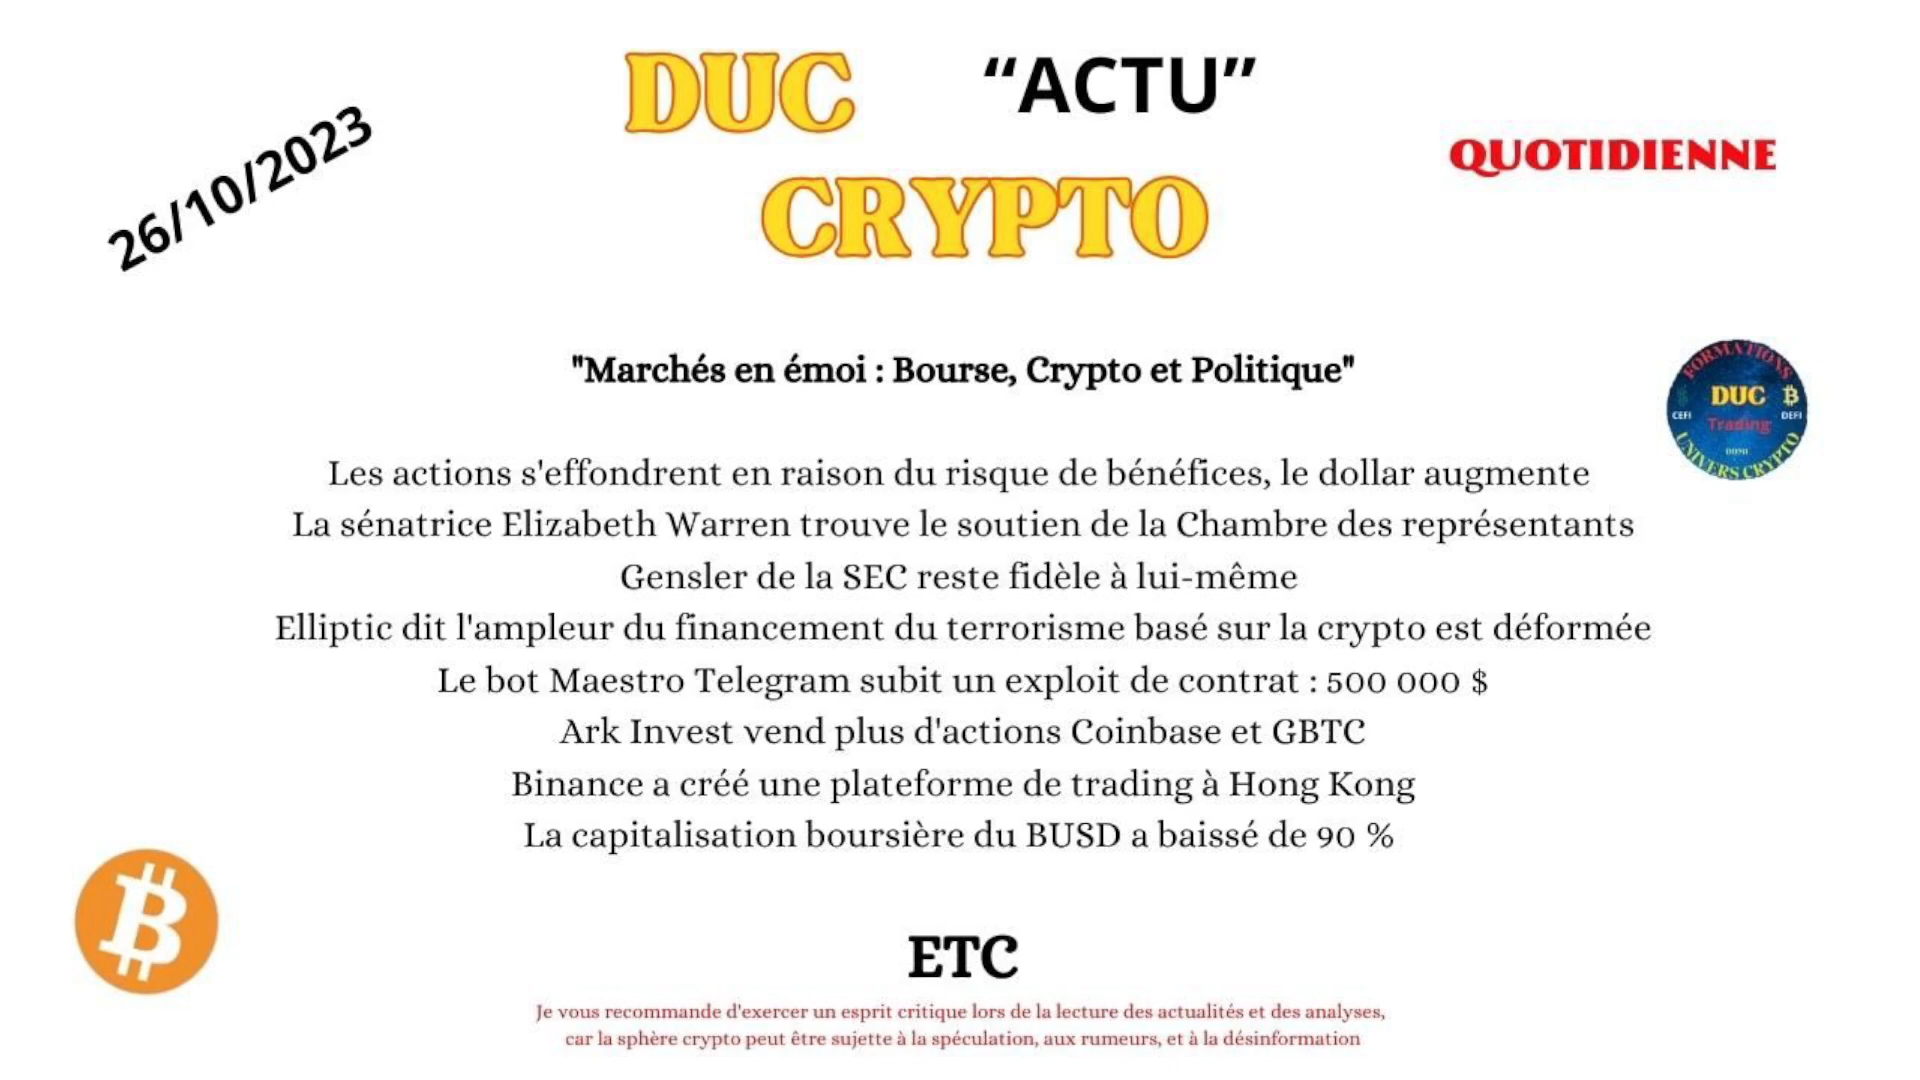 26/10/2023
DUC
“ACTU”
CRYPTO
QUOTIDIENNE
"Marchés en émoi : Bourse, Crypto et Politique"
FORMATIONS
DUC
CEFI
DEFI
Trading
UNIVERS CRYPTO
Les actions s'effondrent en raison du risque de bénéfices, le dollar augmente
La sénatrice Elizabeth Warren trouve le soutien de la Chambre des représentants
Gensler de la SEC reste fidèle à lui-même
Elliptic dit l'ampleur du financement du terrorisme basé sur la crypto est déformée
Le bot Maestro Telegram subit un exploit de contrat : 500 000 $
Ark Invest vend plus d'actions Coinbase et GBTC
Binance a créé une plateforme de trading à Hong Kong
La capitalisation boursière du BUSD a baissé de 90 %
ETC
Je vous recommande d'exercer un esprit critique lors de la lecture des actualités et des analyses,
car la sphère crypto peut être sujette à la spéculation, aux rumeurs, et à la désinformation